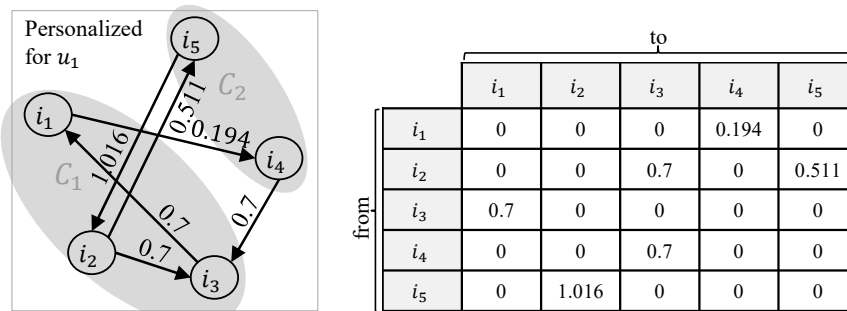 Personalized
for u₁
i₅
C₂
i₁
0.511
0.194
1.016
i₄
C₁
0.7
0.7
i₂
0.7
i₃
to
i₁ i₂ i₃ i₄ i₅
from
i₁ 0 0 0 0.194 0
i₂ 0 0 0.7 0 0.511
i₃ 0.7 0 0 0 0
i₄ 0 0 0.7 0 0
i₅ 0 1.016 0 0 0